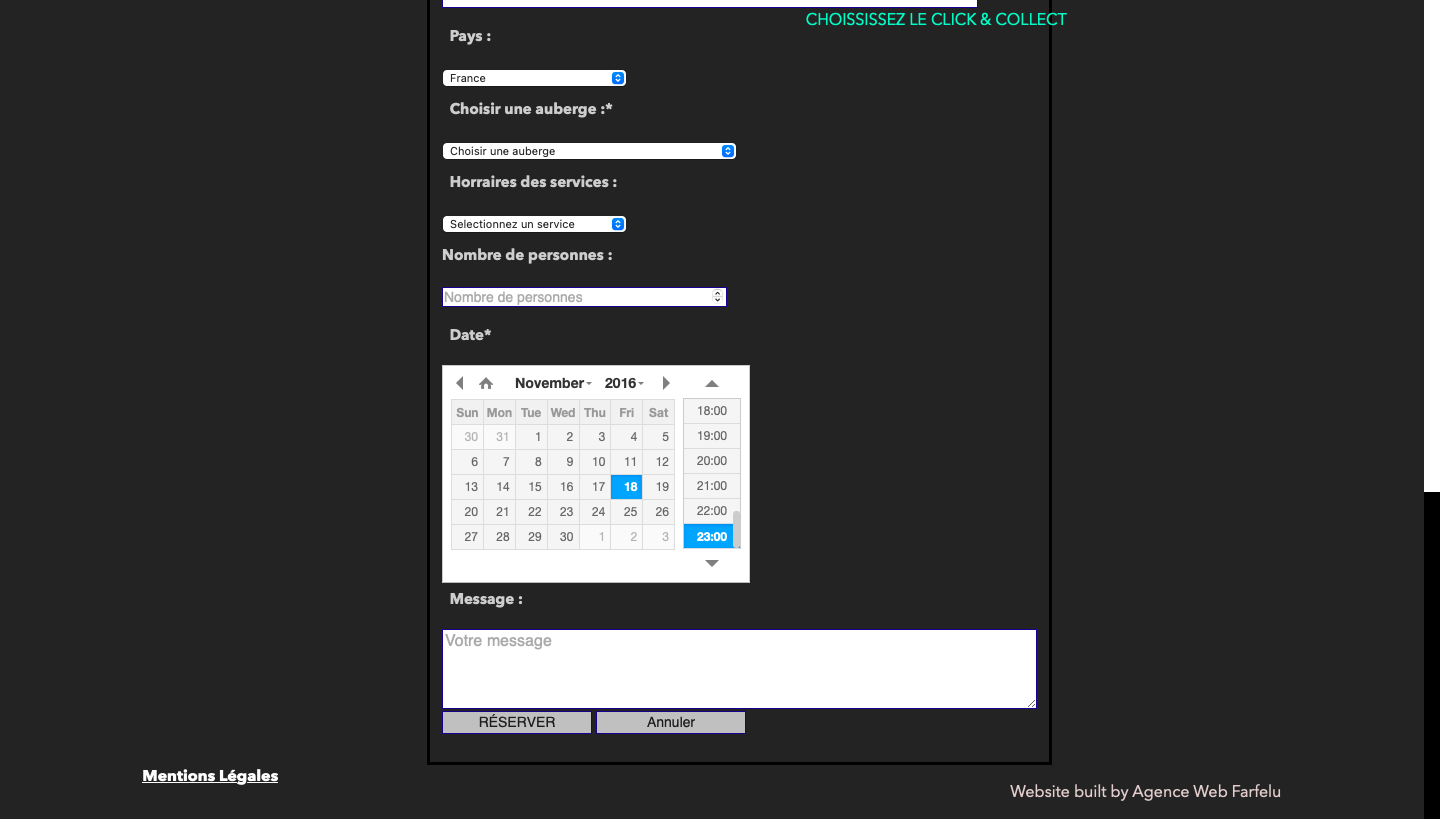 CHOISSISSEZ LE CLICK & COLLECT
Pays :
France
Choisir une auberge :*
Choisir une auberge
Horraires des services :
Selectionnez un service
Nombre de personnes :
Nombre de personnes
Date*
November 2016
Sun Mon Tue Wed Thu Fri Sat
30 31 1 2 3 4 5
6 7 8 9 10 11 12
13 14 15 16 17 18 19
20 21 22 23 24 25 26
27 28 29 30 1 2 3
18:00
19:00
20:00
21:00
22:00
23:00
Message :
Votre message
RÉSERVER Annuler
Mentions Légales
Website built by Agence Web Farfelu